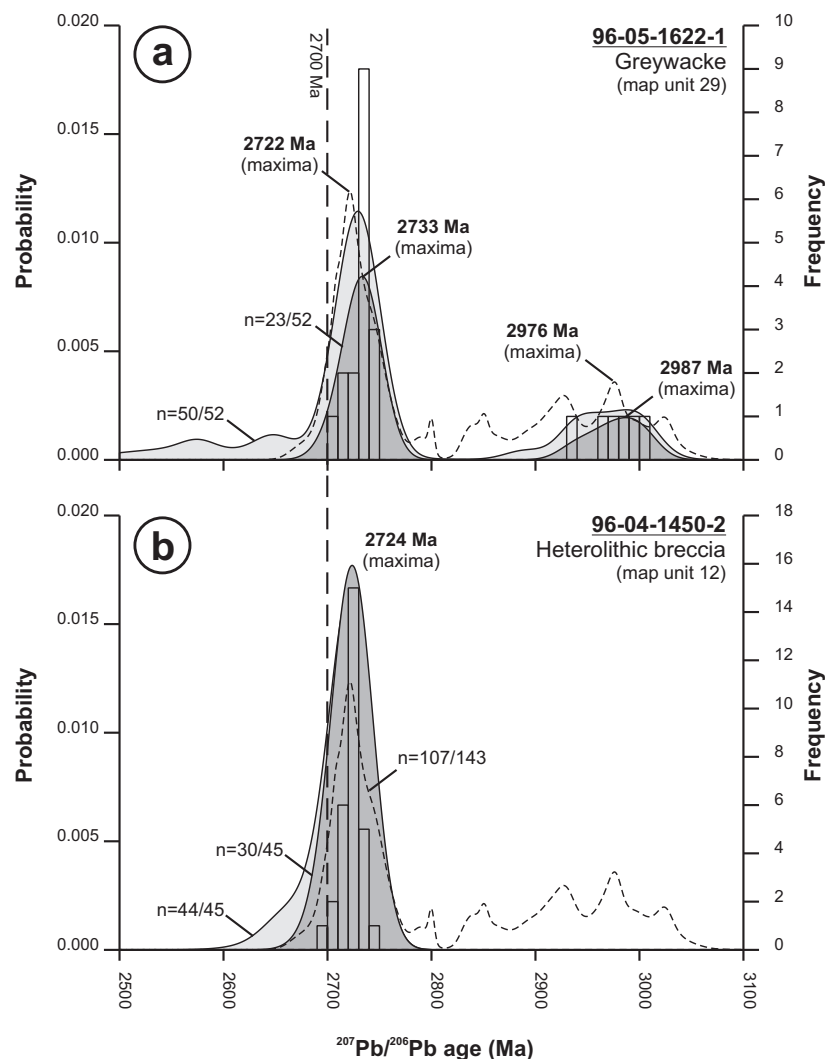 a
96-05-1622-1
Greywacke
(map unit 29)
2700 Ma
2722 Ma
(maxima)
2733 Ma
(maxima)
n=23/52
2976 Ma
(maxima)
2987 Ma
(maxima)
n=50/52
Probability
0.020
0.015
0.010
0.005
0.000
Frequency
10
9
8
7
6
5
4
3
2
1
0
b
96-04-1450-2
Heterolithic breccia
(map unit 12)
2724 Ma
(maxima)
n=107/143
n=30/45
n=44/45
Probability
0.020
0.015
0.010
0.005
0.000
Frequency
18
16
14
12
10
8
6
4
2
0
2500
2600
2700
2800
2900
3000
3100
²⁰⁷Pb/²⁰⁶Pb age (Ma)